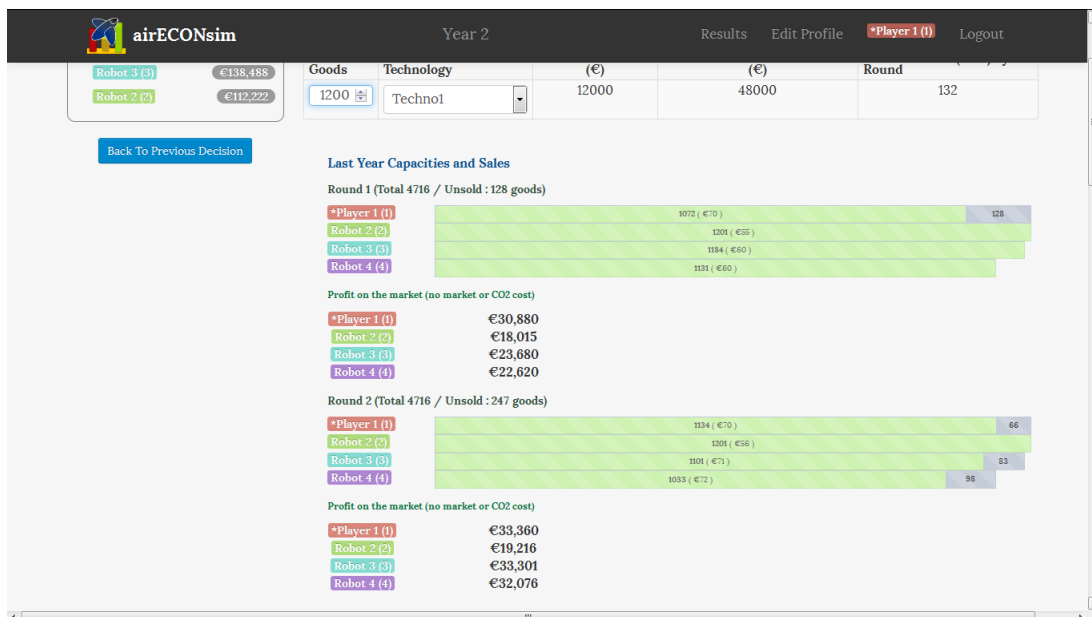 airECONsim Year 2 Results Edit Profile *Player 1 (1) Logout
Robot 3 (3) €138,488
Robot 2 (2) €112,222
Goods Technology (€) (€) Round
1200 Techno1 12000 48000 132
Back To Previous Decision
Last Year Capacities and Sales
Round 1 (Total 4716 / Unsold : 128 goods)
*Player 1 (1) 1072 ( €70 ) 128
Robot 2 (2) 1201 ( €55 )
Robot 3 (3) 1184 ( €60 )
Robot 4 (4) 1131 ( €60 )
Profit on the market (no market or CO2 cost)
*Player 1 (1) €30,880
Robot 2 (2) €18,015
Robot 3 (3) €23,680
Robot 4 (4) €22,620
Round 2 (Total 4716 / Unsold : 247 goods)
*Player 1 (1) 1134 ( €70 ) 66
Robot 2 (2) 1201 ( €56 )
Robot 3 (3) 1101 ( €71 ) 83
Robot 4 (4) 1033 ( €72 ) 98
Profit on the market (no market or CO2 cost)
*Player 1 (1) €33,360
Robot 2 (2) €19,216
Robot 3 (3) €33,301
Robot 4 (4) €32,076